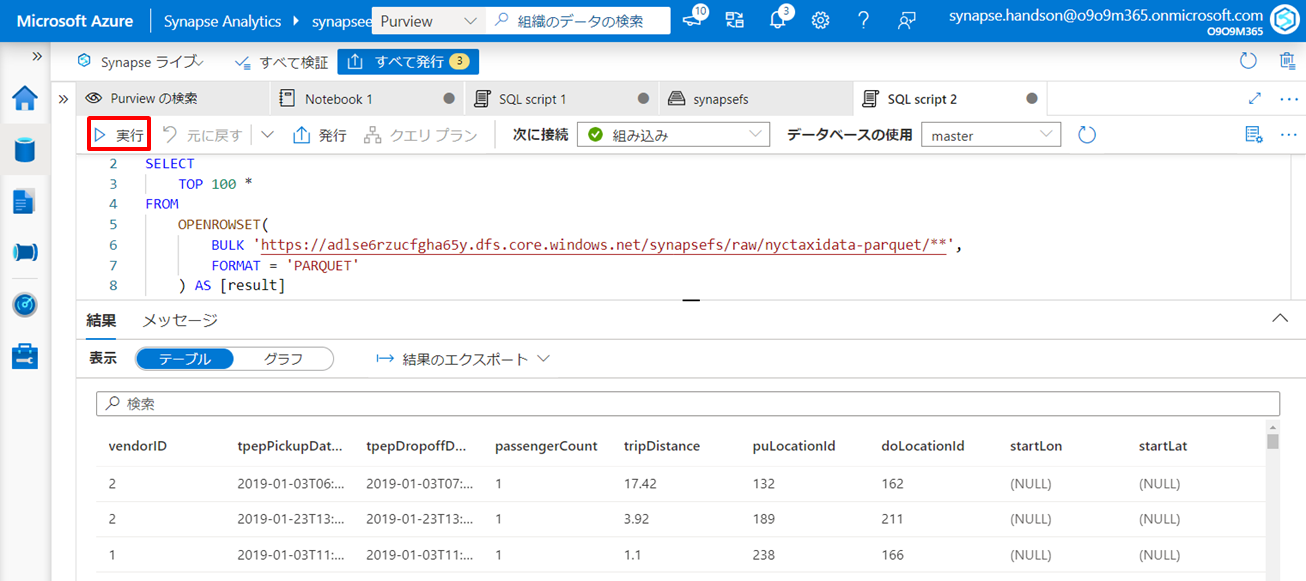 Microsoft Azure Synapse Analytics synapsee Purview 組織のデータの検索 10 3 synapse.handson@o9o9m365.onmicrosoft.com
O9O9M365
Synapse ライブ すべて検証 すべて発行 3
Purview の検索 Notebook 1 SQL script 1 synapsefs SQL script 2
実行 元に戻す 発行 クエリ プラン 次に接続 組み込み データベースの使用 master
2 SELECT
3 TOP 100 *
4 FROM
5 OPENROWSET(
6 BULK 'https://adlse6rzucfgha65y.dfs.core.windows.net/synapsefs/raw/nyctaxidata-parquet/**',
7 FORMAT = 'PARQUET'
8 ) AS [result]
結果 メッセージ
表示 テーブル グラフ 結果のエクスポート
検索
vendorID tpepPickupDat... tpepDropoffD... passengerCount tripDistance puLocationId doLocationId startLon startLat
2 2019-01-03T06:... 2019-01-03T07:... 1 17.42 132 162 (NULL) (NULL)
2 2019-01-23T13:... 2019-01-23T13:... 1 3.92 189 211 (NULL) (NULL)
1 2019-01-03T11:... 2019-01-03T11:... 1 1.1 238 166 (NULL) (NULL)